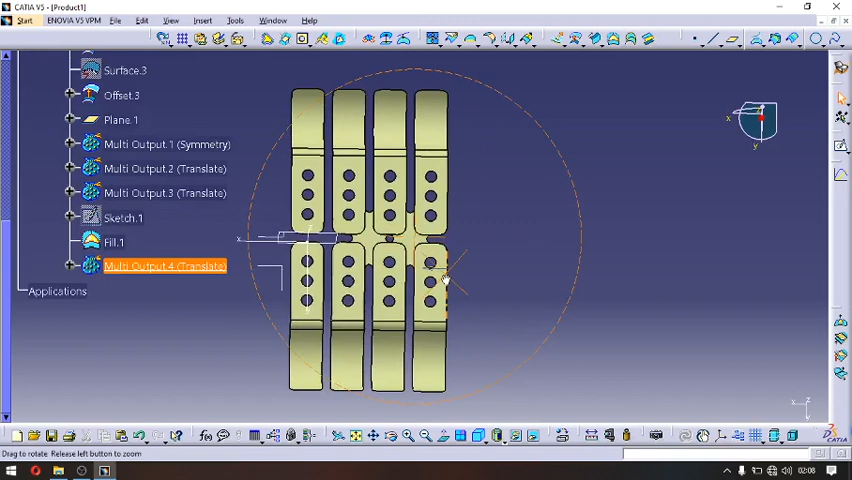 CATIA V5 - [Product1]
Start ENOVIA V5 VPM File Edit View Insert Tools Window Help
Surface.3
Offset.3
Plane.1
Multi Output.1 (Symmetry)
Multi Output.2 (Translate)
Multi Output.3 (Translate)
Sketch.1
Fill.1
Multi Output.4 (Translate)
Applications
x
y
x
x
z
Drag to rotate. Release left button to zoom
02:08